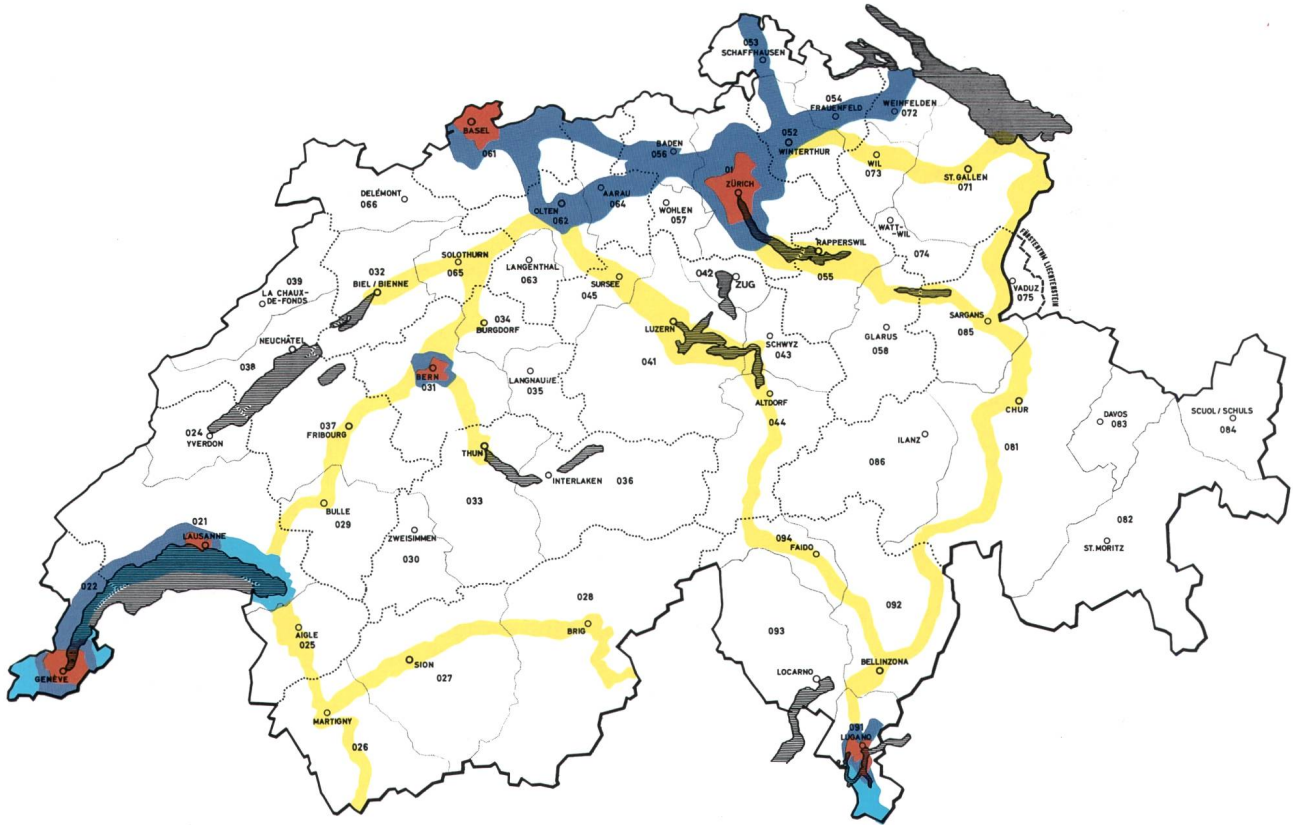 053
SCHAFFHAUSEN
054
FRAUENFELD
WEINFELDEN
072
BASEL
061
BADEN
056
052
WINTERTHUR
WIL
073
ST.GALLEN
071
01
ZÜRICH
DELÉMONT
066
AARAU
064
OLTEN
062
WOHLEN
057
WATT-
-WIL
074
RAPPERSWIL
055
FÜRSTENTUM LIECHTENSTEIN
VADUZ
075
SOLOTHURN
065
LANGENTHAL
063
SURSEE
045
042
ZUG
039
LA CHAUX-
DE-FONDS
032
BIEL / BIENNE
034
BURGDORF
LUZERN
041
SCHWYZ
043
GLARUS
058
SARGANS
085
NEUCHÂTEL
038
BERN
031
LANGNAU/E.
035
ALTDORF
044
CHUR
081
DAVOS
083
SCUOL / SCHULS
084
024
YVERDON
037
FRIBOURG
THUN
033
INTERLAKEN
036
ILANZ
086
BULLE
029
ZWEISIMMEN
030
082
ST.MORITZ
021
LAUSANNE
022
094
FAIDO
092
GENÈVE
AIGLE
025
028
BRIG
SION
027
093
LOCARNO
BELLINZONA
MARTIGNY
026
091
LUGANO